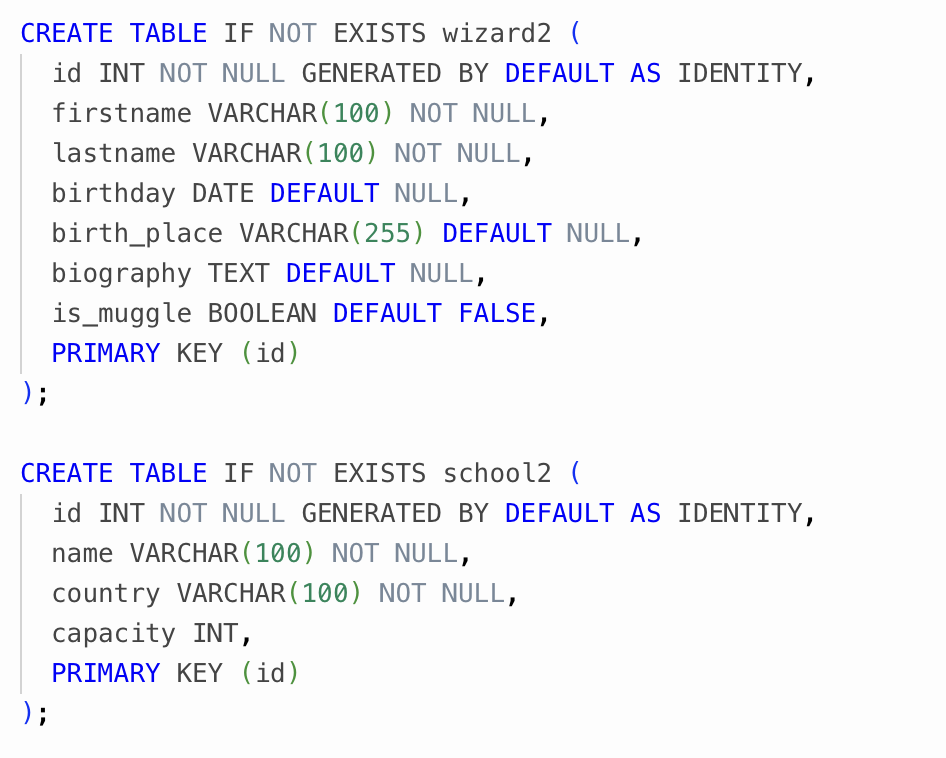 CREATE TABLE IF NOT EXISTS wizard2 (
  id INT NOT NULL GENERATED BY DEFAULT AS IDENTITY,
  firstname VARCHAR(100) NOT NULL,
  lastname VARCHAR(100) NOT NULL,
  birthday DATE DEFAULT NULL,
  birth_place VARCHAR(255) DEFAULT NULL,
  biography TEXT DEFAULT NULL,
  is_muggle BOOLEAN DEFAULT FALSE,
  PRIMARY KEY (id)
);

CREATE TABLE IF NOT EXISTS school2 (
  id INT NOT NULL GENERATED BY DEFAULT AS IDENTITY,
  name VARCHAR(100) NOT NULL,
  country VARCHAR(100) NOT NULL,
  capacity INT,
  PRIMARY KEY (id)
);